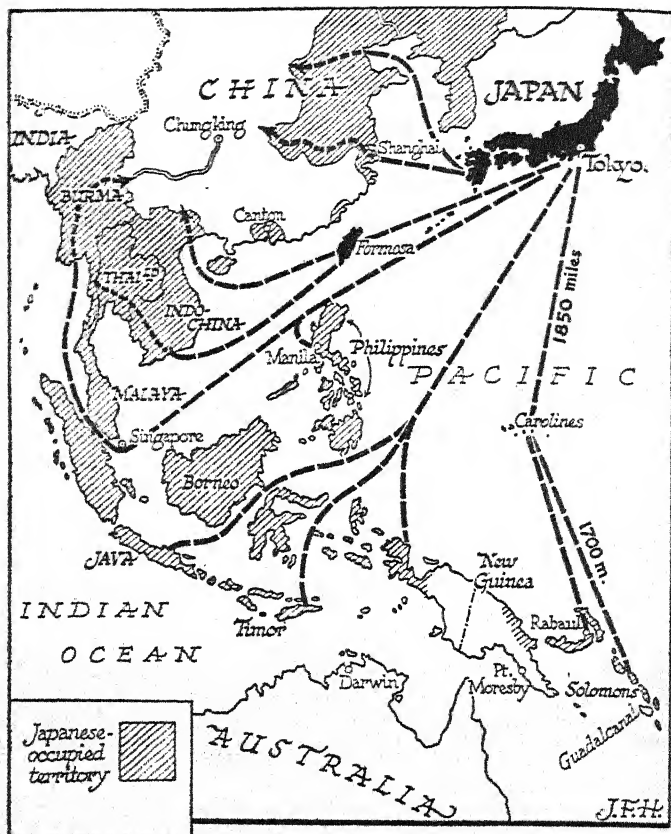 CHINA
JAPAN
INDIA
Chungking
Shanghai
Tokyo
BURMA
Canton
Formosa
THAILD
INDO-
CHINA
1850 miles
Manila
Philippines
PACIFIC
MALAYA
Singapore
Carolines
Borneo
1700 m.
JAVA
New
Guinea
INDIAN
OCEAN
Timor
Rabaul
Darwin
Pt.
Moresby
Solomons
Guadalcanal
AUSTRALIA
Japanese-
occupied
territory
J.F.H.